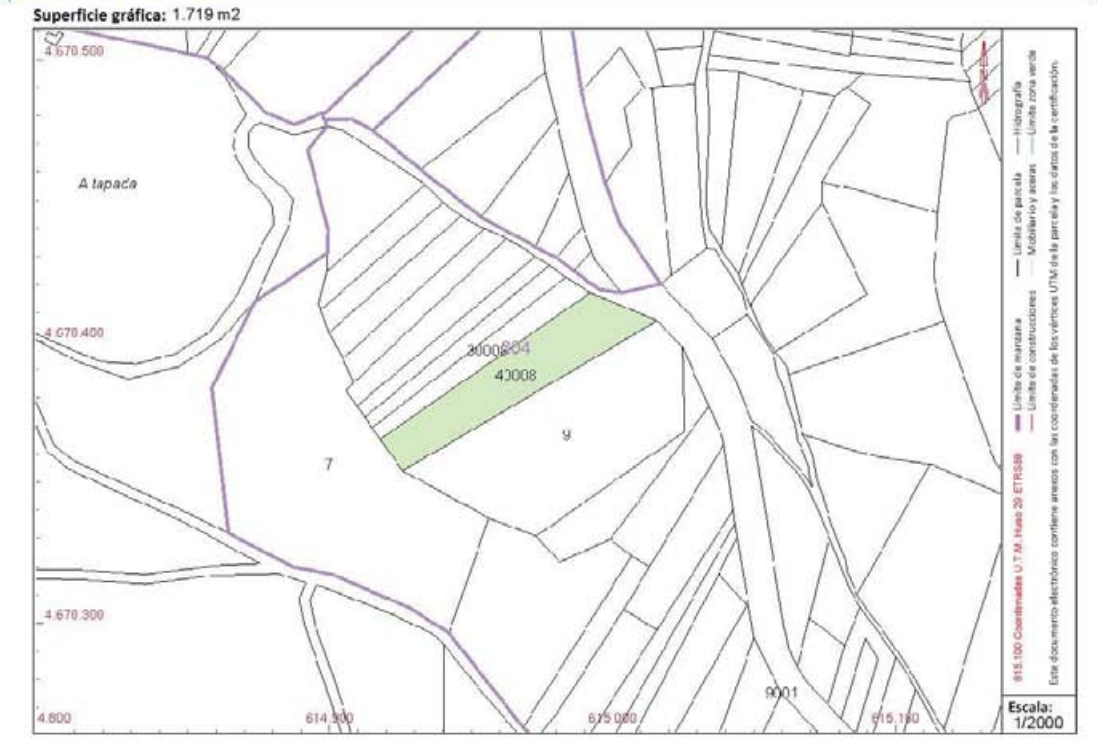 Superficie gráfica: 1.719 m2
4.670.500
A tapada
4.670.400
30008
204
40008
9
7
4.670.300
9001
4.800
614.900
615.000
615.100
Límite de manzana
Límite de parcela
Hidrografía
Límite de construcciones
Mobiliario y aceras
Límite zona verde
615.100 Coordenadas U.T.M. Huso 29 ETRS89
Este documento electrónico contiene anexos con las coordenadas de los vértices UTM de la parcela y los datos de la certificación.
Escala:
1/2000